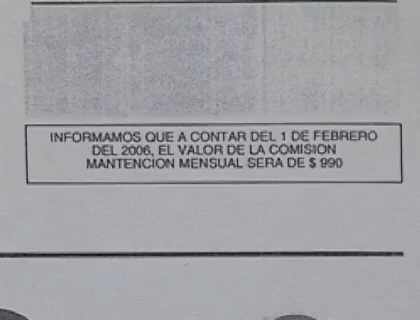 INFORMAMOS QUE A CONTAR DEL 1 DE FEBRERO
DEL 2006, EL VALOR DE LA COMISION
MANTENCION MENSUAL SERA DE $ 990